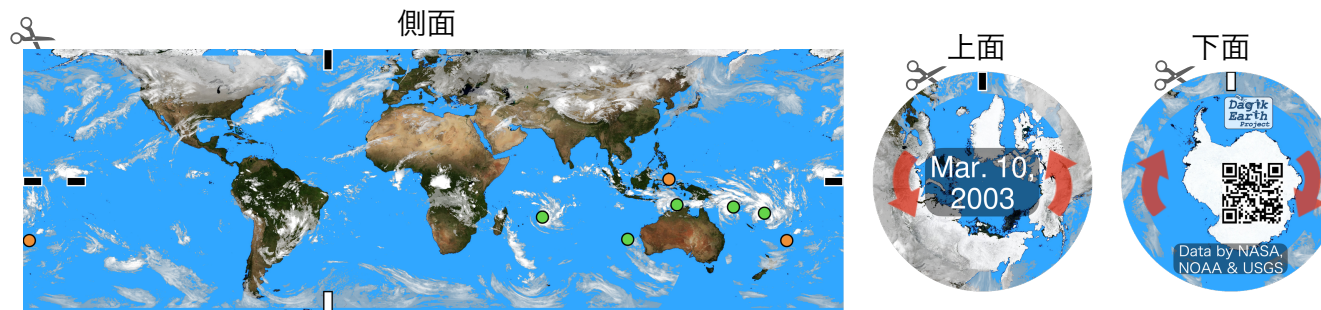 側面
上面
下面
Mar. 10,
2003
Dagik
Earth
Project
Data by NASA,
NOAA & USGS